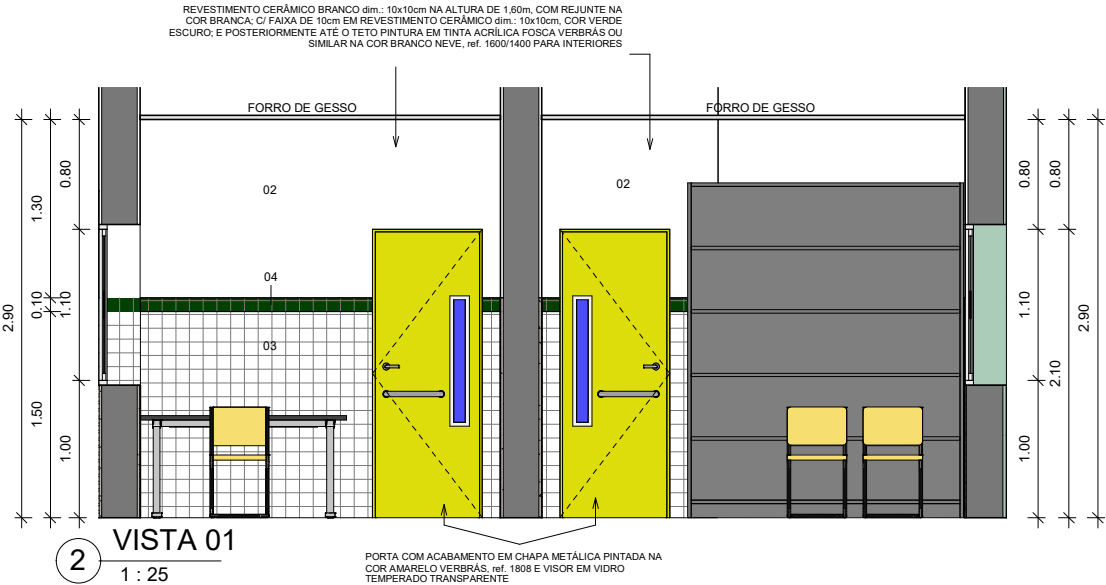 REVESTIMENTO CERÂMICO BRANCO dim.: 10x10cm NA ALTURA DE 1,60m, COM REJUNTE NA
COR BRANCA; C/ FAIXA DE 10cm EM REVESTIMENTO CERÂMICO dim.: 10x10cm, COR VERDE
ESCURO; E POSTERIORMENTE ATÉ O TETO PINTURA EM TINTA ACRÍLICA FOSCA VERBRÁS OU
SIMILAR NA COR BRANCO NEVE, ref. 1600/1400 PARA INTERIORES
FORRO DE GESSO
FORRO DE GESSO
2.90
1.30
0.10
1.50
0.80
1.10
1.00
02
04
03
02
0.80
1.10
1.00
0.80
2.10
2.90
2
VISTA 01
1 : 25
PORTA COM ACABAMENTO EM CHAPA METÁLICA PINTADA NA
COR AMARELO VERBRÁS, ref. 1808 E VISOR EM VIDRO
TEMPERADO TRANSPARENTE